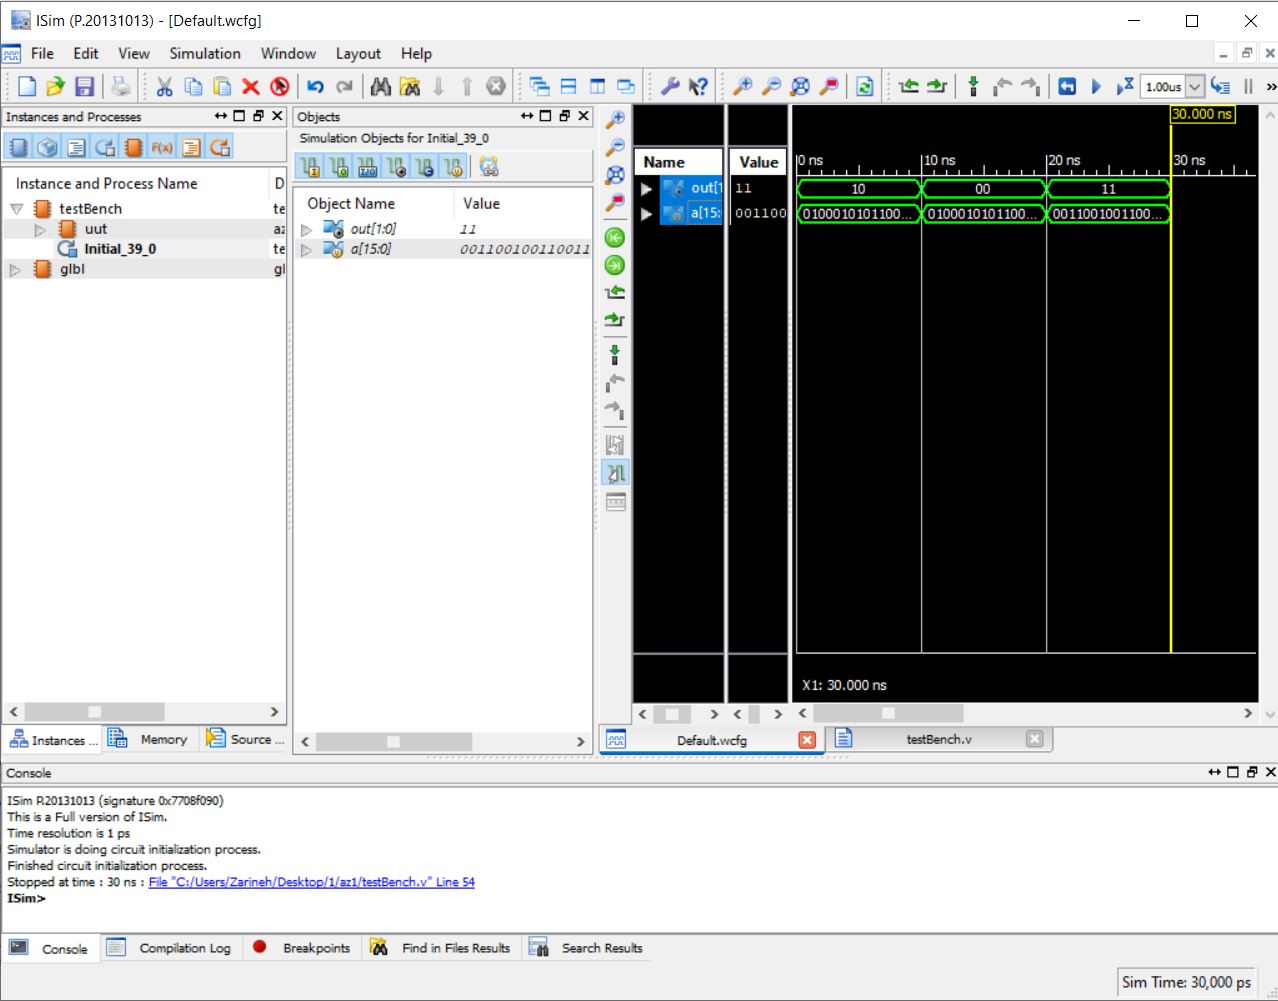 ISim (P.20131013) - [Default.wcfg]
File Edit View Simulation Window Layout Help
1.00us
Instances and Processes
Instance and Process Name D
testBench te
uut az
Initial_39_0 te
glbl gl
Instances ... Memory Source ...
Objects
Simulation Objects for Initial_39_0
Object Name Value
out[1:0] 11
a[15:0] 001100100110011
Name Value
out[1 11
a[15: 001100
30.000 ns
0 ns 10 ns 20 ns 30 ns
10 00 11
0100010101100... 0100010101100... 0011001001100...
X1: 30.000 ns
Default.wcfg testBench.v
Console
ISim P.20131013 (signature 0x7708f090)
This is a Full version of ISim.
Time resolution is 1 ps
Simulator is doing circuit initialization process.
Finished circuit initialization process.
Stopped at time : 30 ns : File "C:/Users/Zarineh/Desktop/1/az1/testBench.v" Line 54
ISim>
Console Compilation Log Breakpoints Find in Files Results Search Results
Sim Time: 30,000 ps